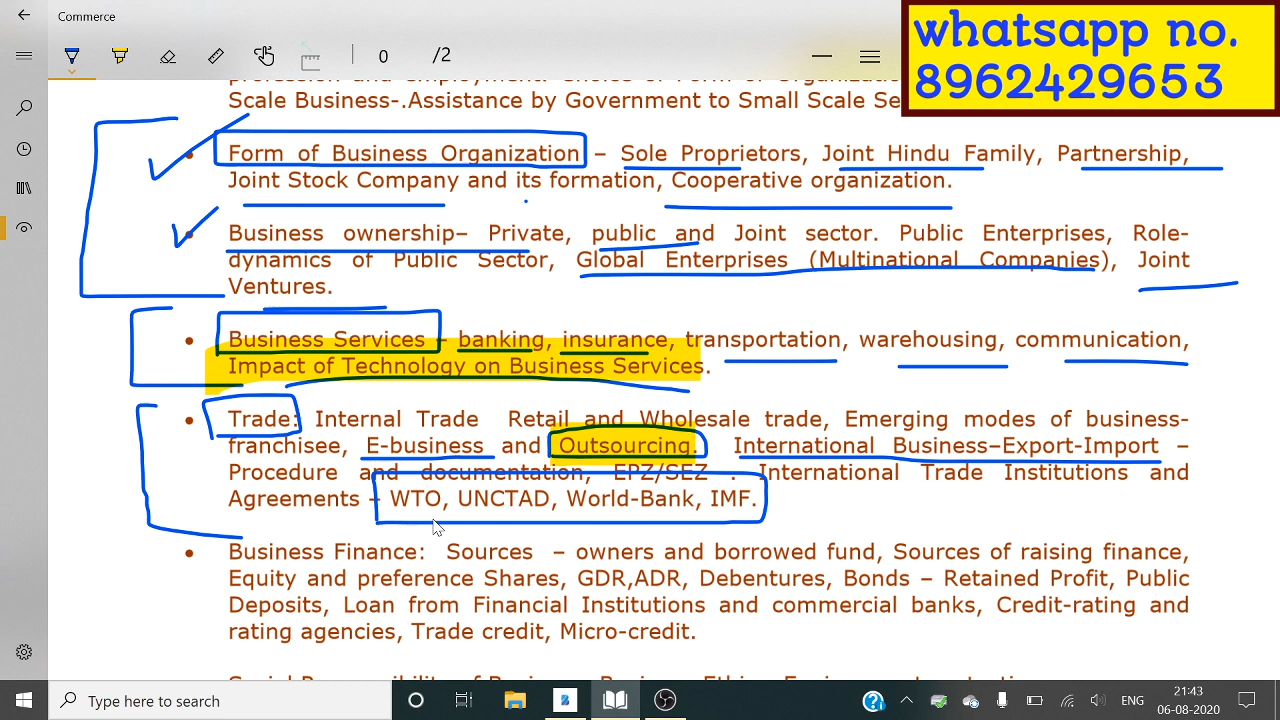 Commerce
whatsapp no.
8962429653
0 /2
Scale Business-.Assistance by Government to Small Scale Se
• Form of Business Organization – Sole Proprietors, Joint Hindu Family, Partnership,
Joint Stock Company and its formation, Cooperative organization.
• Business ownership– Private, public and Joint sector. Public Enterprises, Role-
dynamics of Public Sector, Global Enterprises (Multinational Companies), Joint
Ventures.
• Business Services – banking, insurance, transportation, warehousing, communication,
Impact of Technology on Business Services.
• Trade: Internal Trade Retail and Wholesale trade, Emerging modes of business-
franchisee, E-business and Outsourcing. International Business–Export-Import –
Procedure and documentation, EPZ/SEZ . International Trade Institutions and
Agreements – WTO, UNCTAD, World-Bank, IMF.
• Business Finance: Sources – owners and borrowed fund, Sources of raising finance,
Equity and preference Shares, GDR,ADR, Debentures, Bonds – Retained Profit, Public
Deposits, Loan from Financial Institutions and commercial banks, Credit-rating and
rating agencies, Trade credit, Micro-credit.
Type here to search
ENG
21:43
06-08-2020